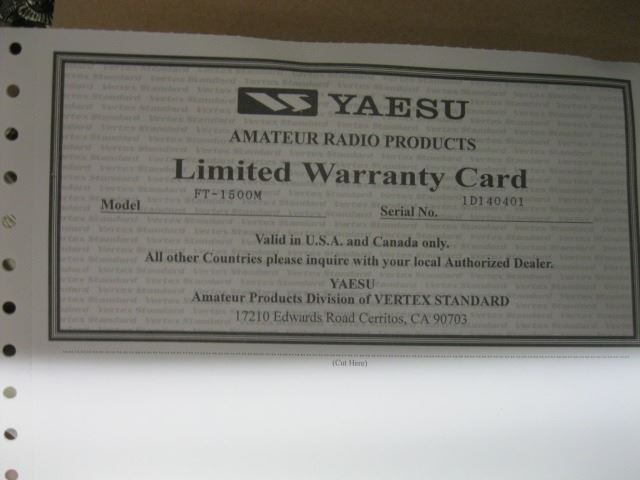 YAESU
AMATEUR RADIO PRODUCTS
Limited Warranty Card
Model FT-1500M Serial No. 1D140401
Valid in U.S.A. and Canada only.
All other Countries please inquire with your local Authorized Dealer.
YAESU
Amateur Products Division of VERTEX STANDARD
17210 Edwards Road Cerritos, CA 90703
(Cut Here)